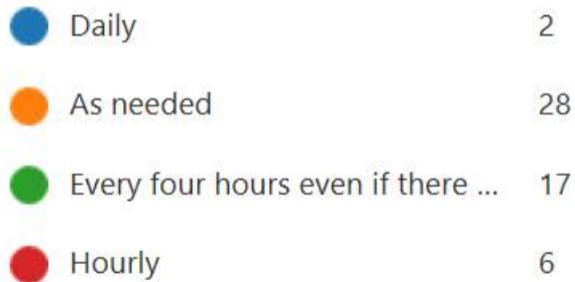 Daily 2
As needed 28
Every four hours even if there ... 17
Hourly 6